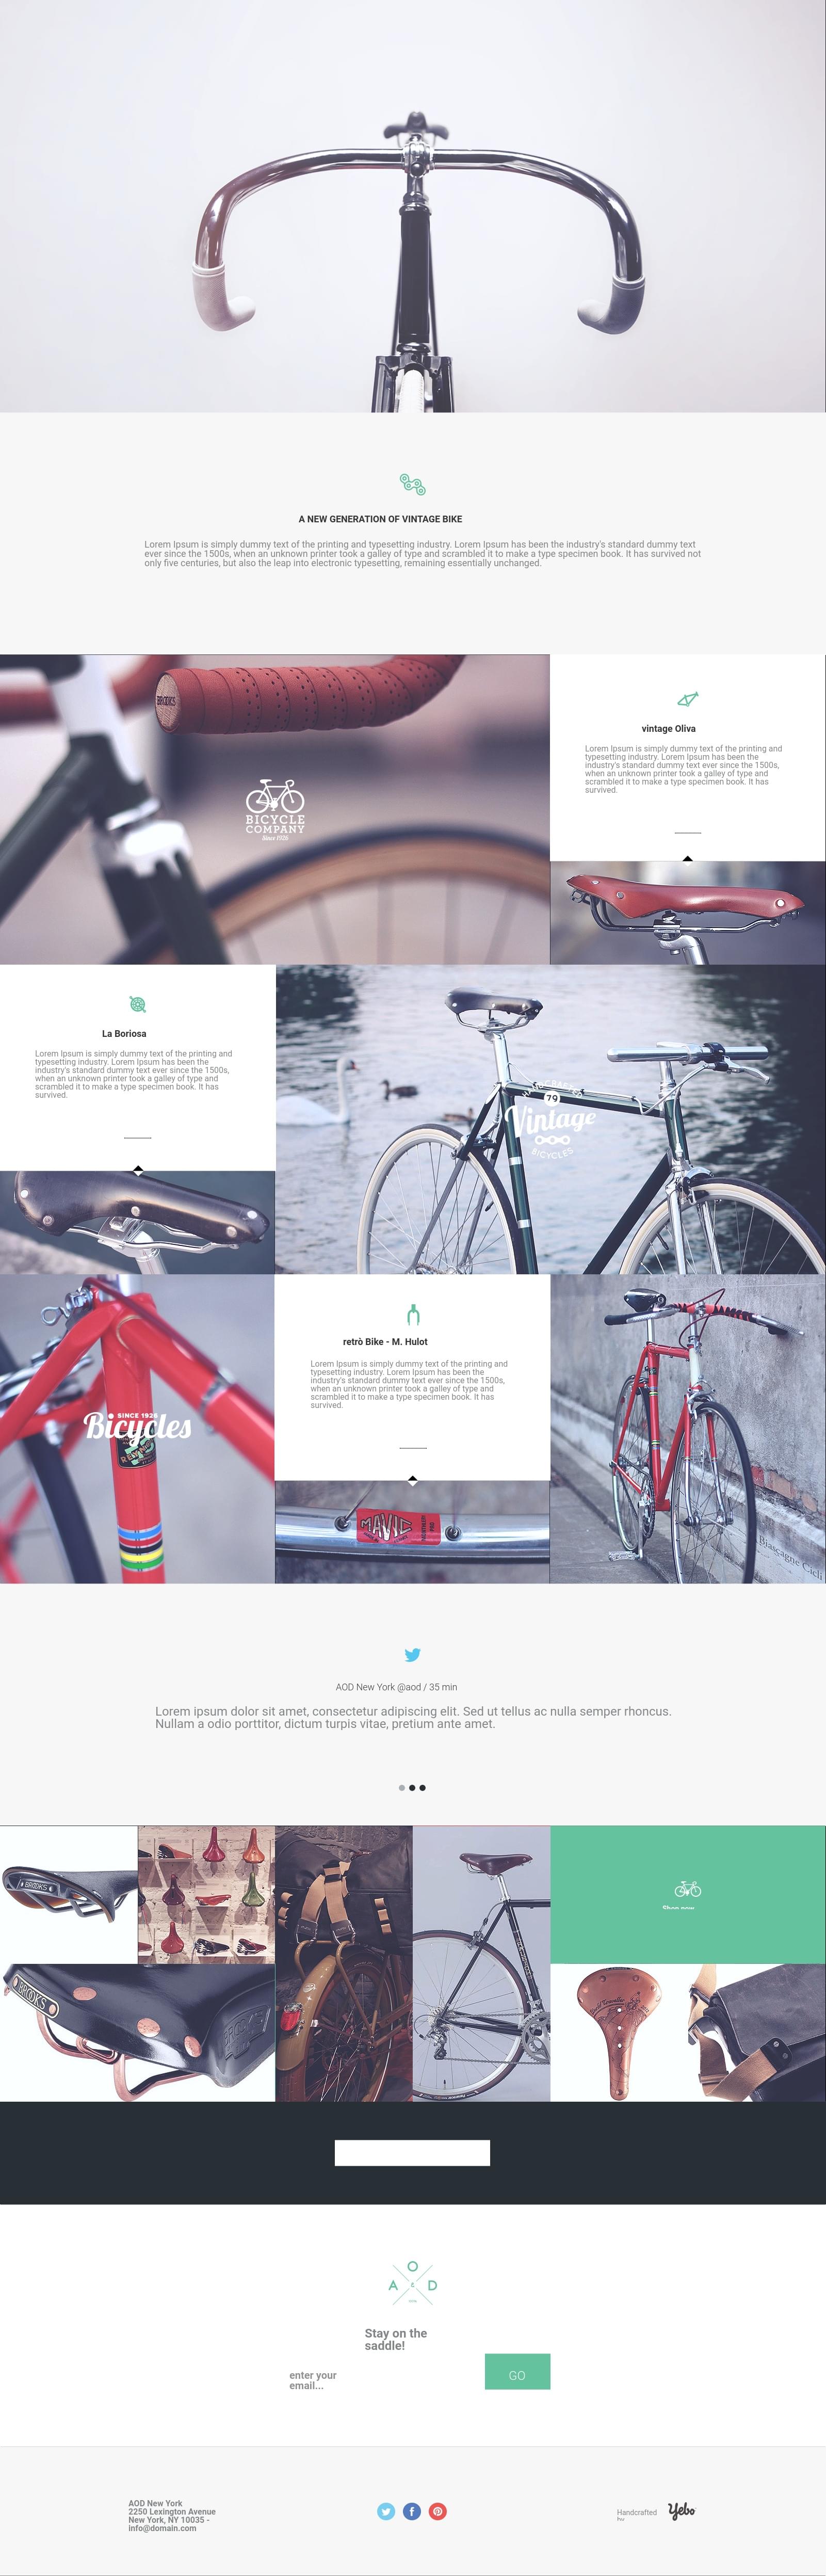 A NEW GENERATION OF VINTAGE BIKE
Lorem Ipsum is simply dummy text of the printing and typesetting industry. Lorem Ipsum has been the industry's standard dummy text
ever since the 1500s, when an unknown printer took a galley of type and scrambled it to make a type specimen book. It has survived not
only five centuries, but also the leap into electronic typesetting, remaining essentially unchanged.
BROOKS
BICYCLE
COMPANY
Since 1926
vintage Oliva
Lorem Ipsum is simply dummy text of the printing and
typesetting industry. Lorem Ipsum has been the
industry's standard dummy text ever since the 1500s,
when an unknown printer took a galley of type and
scrambled it to make a type specimen book. It has
survived.
La Boriosa
Lorem Ipsum is simply dummy text of the printing and
typesetting industry. Lorem Ipsum has been the
industry's standard dummy text ever since the 1500s,
when an unknown printer took a galley of type and
scrambled it to make a type specimen book. It has
survived.
HANDCRAFTED
79
Vintage
BICYCLES
SINCE 1925
Bicycles
retrò Bike - M. Hulot
Lorem Ipsum is simply dummy text of the printing and
typesetting industry. Lorem Ipsum has been the
industry's standard dummy text ever since the 1500s,
when an unknown printer took a galley of type and
scrambled it to make a type specimen book. It has
survived.
MAVIC
Biascagne Cicli
AOD New York @aod / 35 min
Lorem ipsum dolor sit amet, consectetur adipiscing elit. Sed ut tellus ac nulla semper rhoncus.
Nullam a odio porttitor, dictum turpis vitae, pretium ante amet.
BROOKS
BROOKS
Show more
O
A
D
Stay on the
saddle!
enter your
email...
GO
AOD New York
2250 Lexington Avenue
New York, NY 10035 -
info@domain.com
Handcrafted
by
Yebo